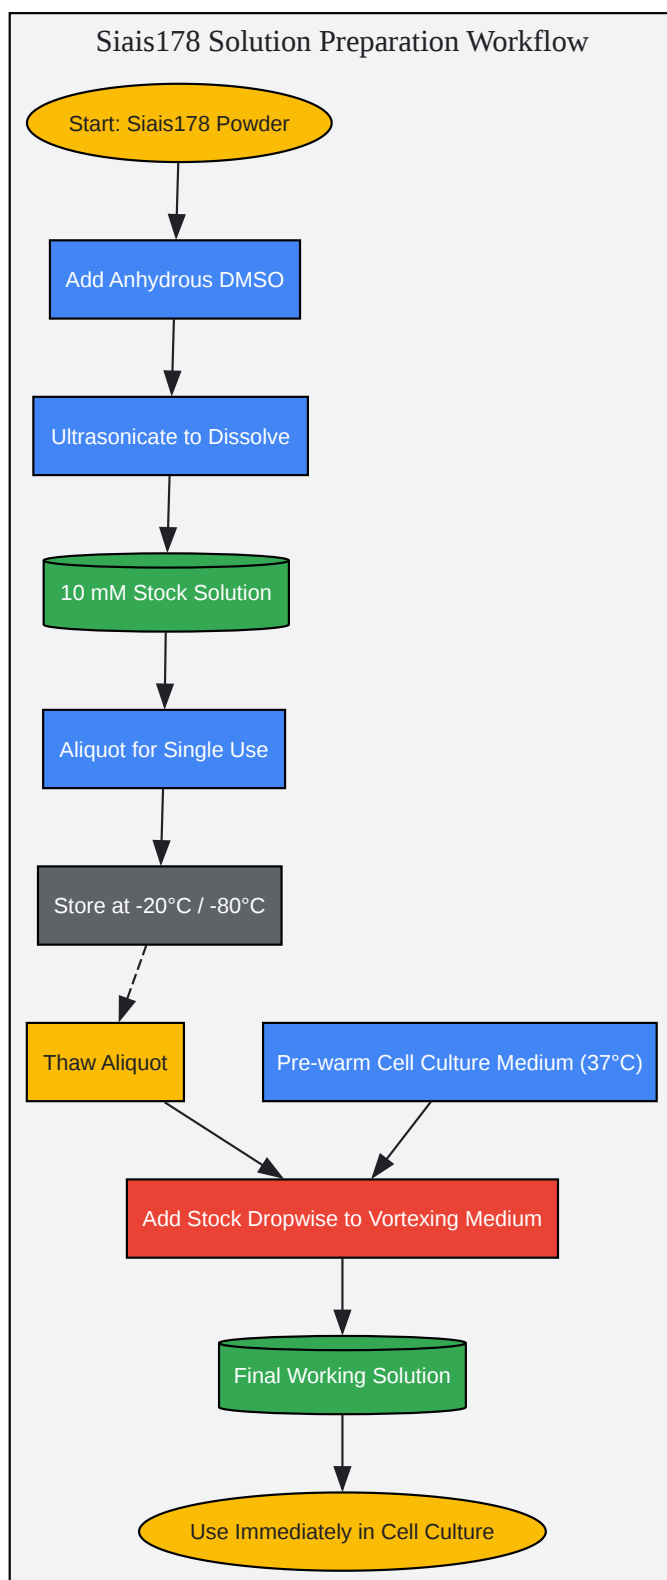 Siais178 Solution Preparation Workflow
Start: Siais178 Powder
Add Anhydrous DMSO
Ultrasonicate to Dissolve
10 mM Stock Solution
Aliquot for Single Use
Store at -20°C / -80°C
Thaw Aliquot
Pre-warm Cell Culture Medium (37°C)
Add Stock Dropwise to Vortexing Medium
Final Working Solution
Use Immediately in Cell Culture